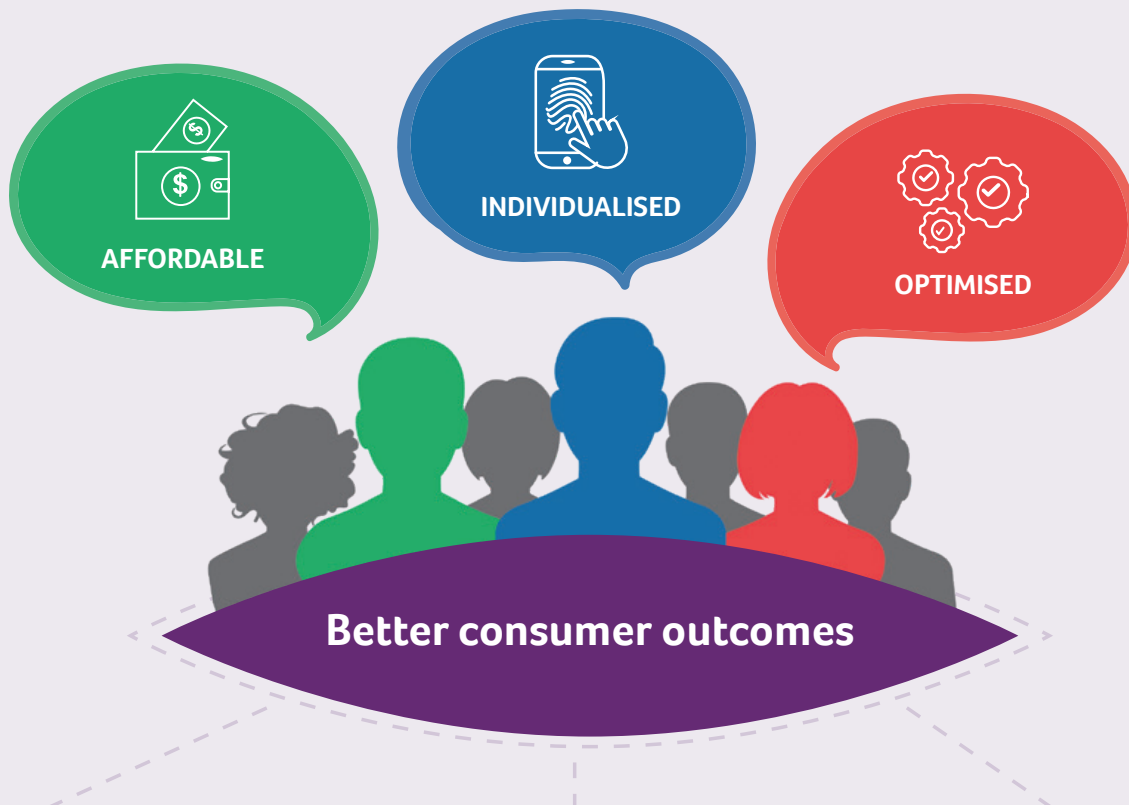 AFFORDABLE
INDIVIDUALISED
OPTIMISED
Better consumer outcomes